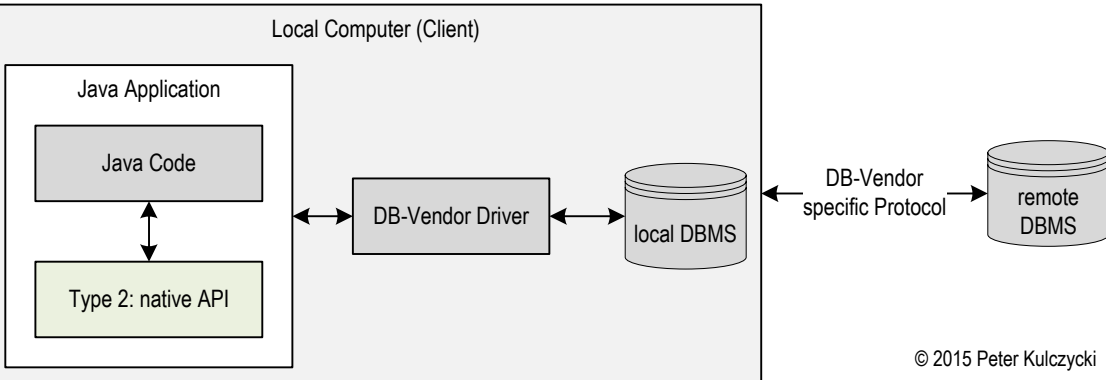 Local Computer (Client)
Java Application
Java Code
Type 2: native API
DB-Vendor Driver
local DBMS
DB-Vendor
specific Protocol
remote
DBMS
© 2015 Peter Kulczycki